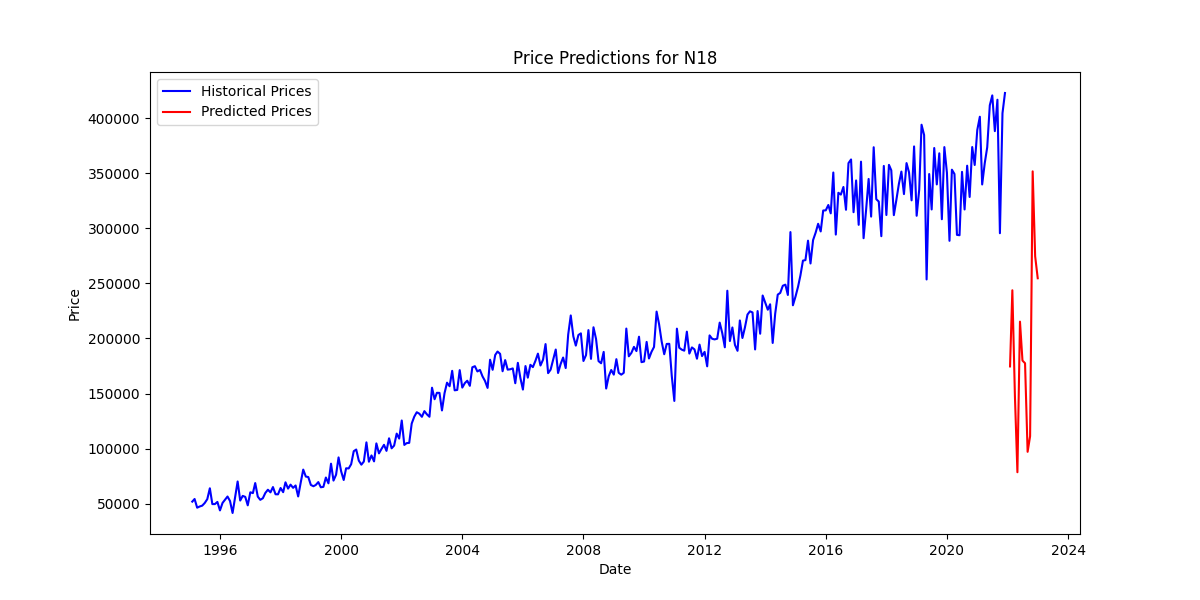 Price Predictions for N18
Historical Prices
Predicted Prices
400000
350000
300000
250000
200000
150000
100000
50000
Price
1996 2000 2004 2008 2012 2016 2020 2024
Date